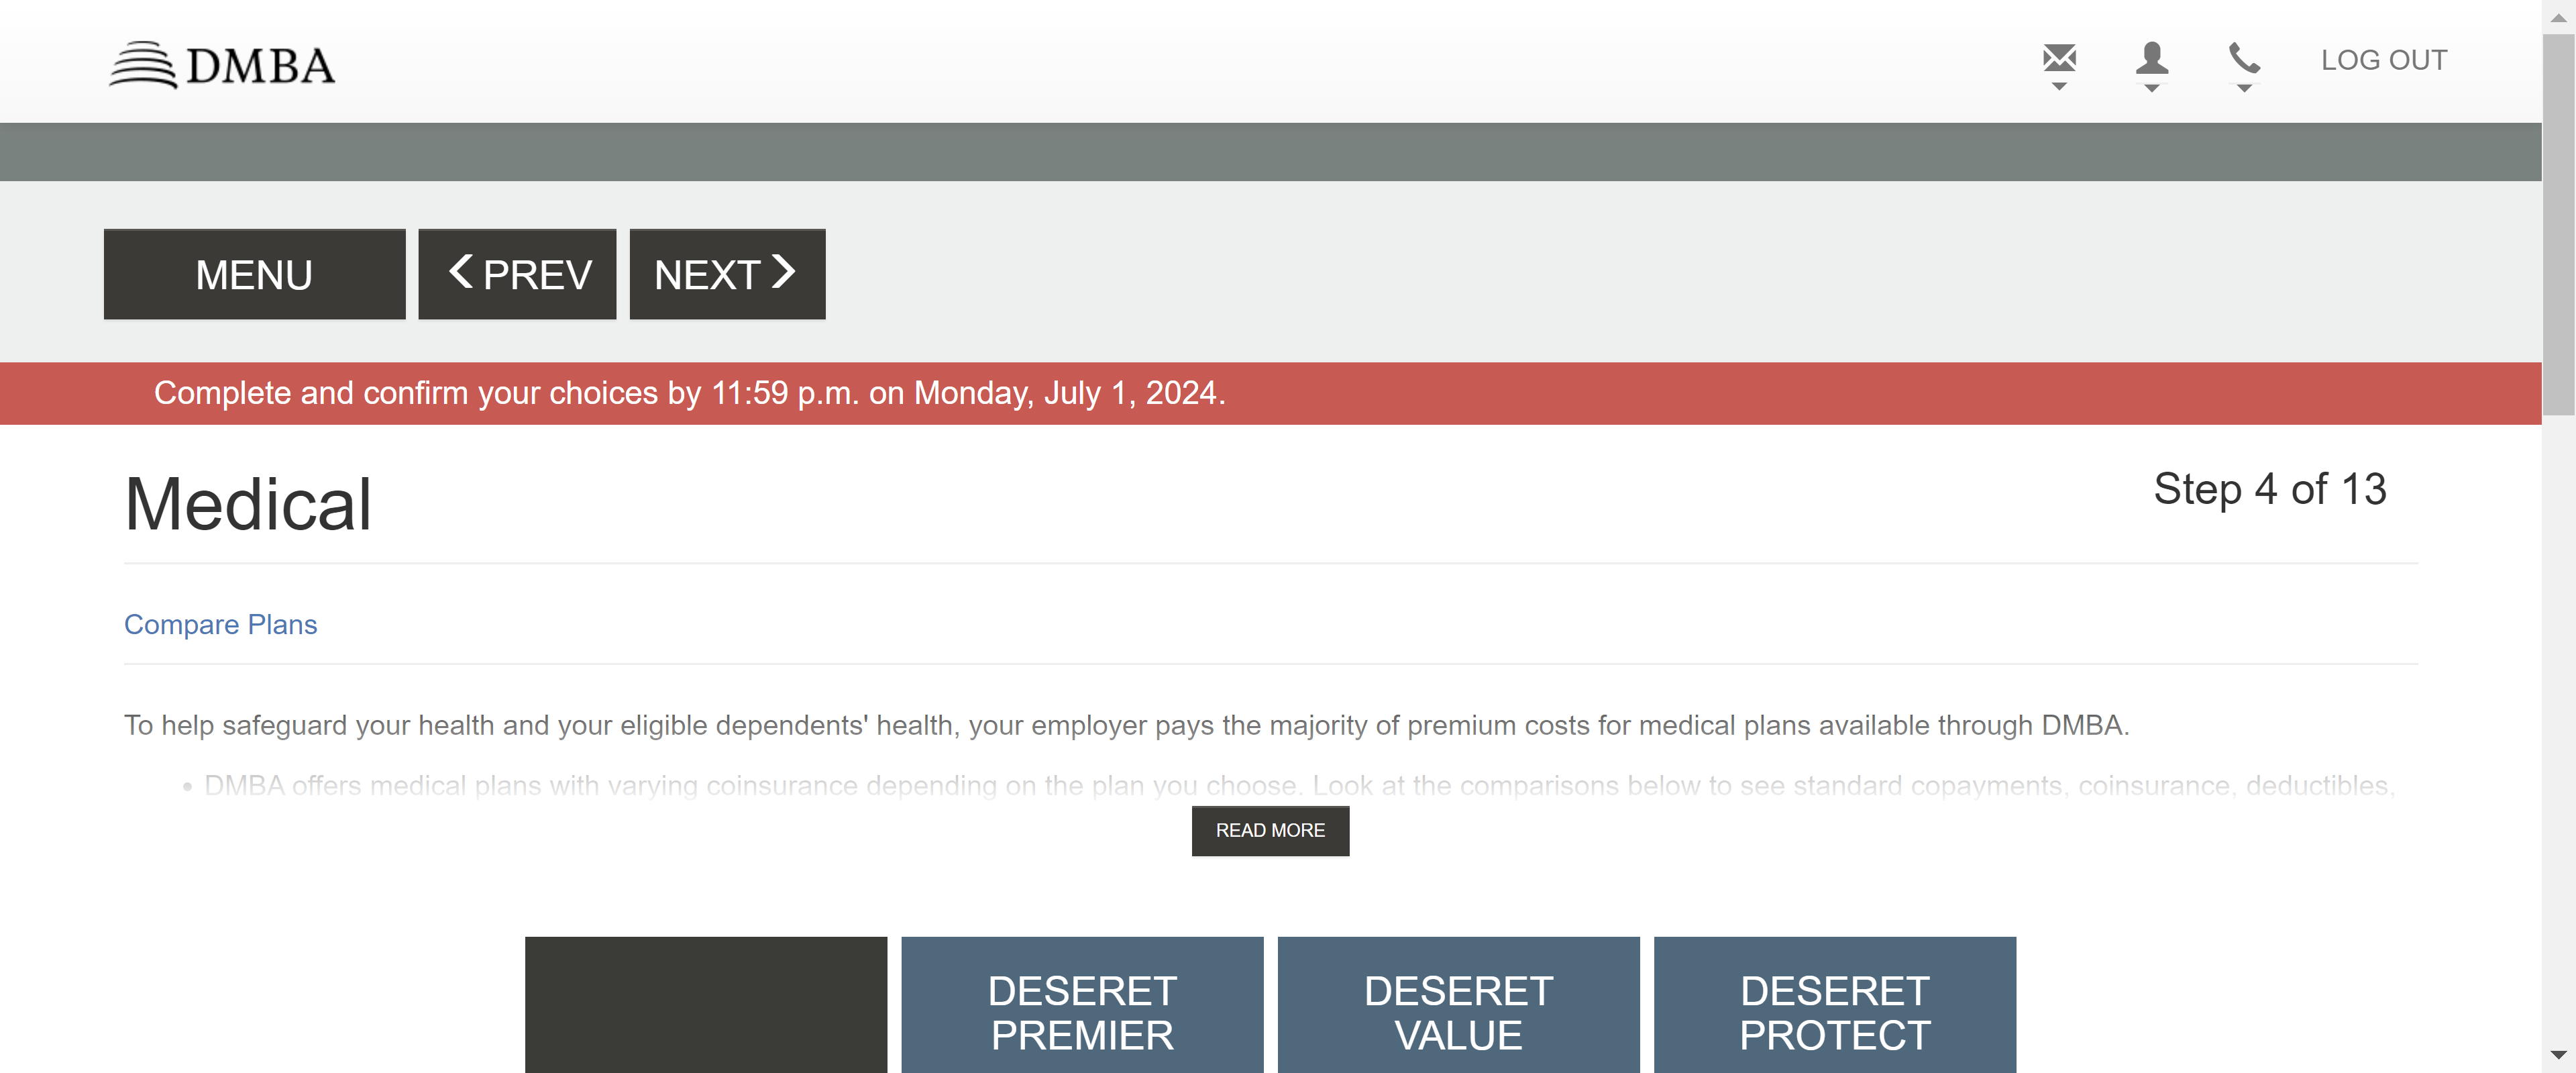 DMBA
LOG OUT
MENU
PREV
NEXT
Complete and confirm your choices by 11:59 p.m. on Monday, July 1, 2024.
Medical
Step 4 of 13
Compare Plans
To help safeguard your health and your eligible dependents' health, your employer pays the majority of premium costs for medical plans available through DMBA.
• DMBA offers medical plans with varying coinsurance depending on the plan you choose. Look at the comparisons below to see standard copayments, coinsurance, deductibles,
READ MORE
DESERET
PREMIER
DESERET
VALUE
DESERET
PROTECT